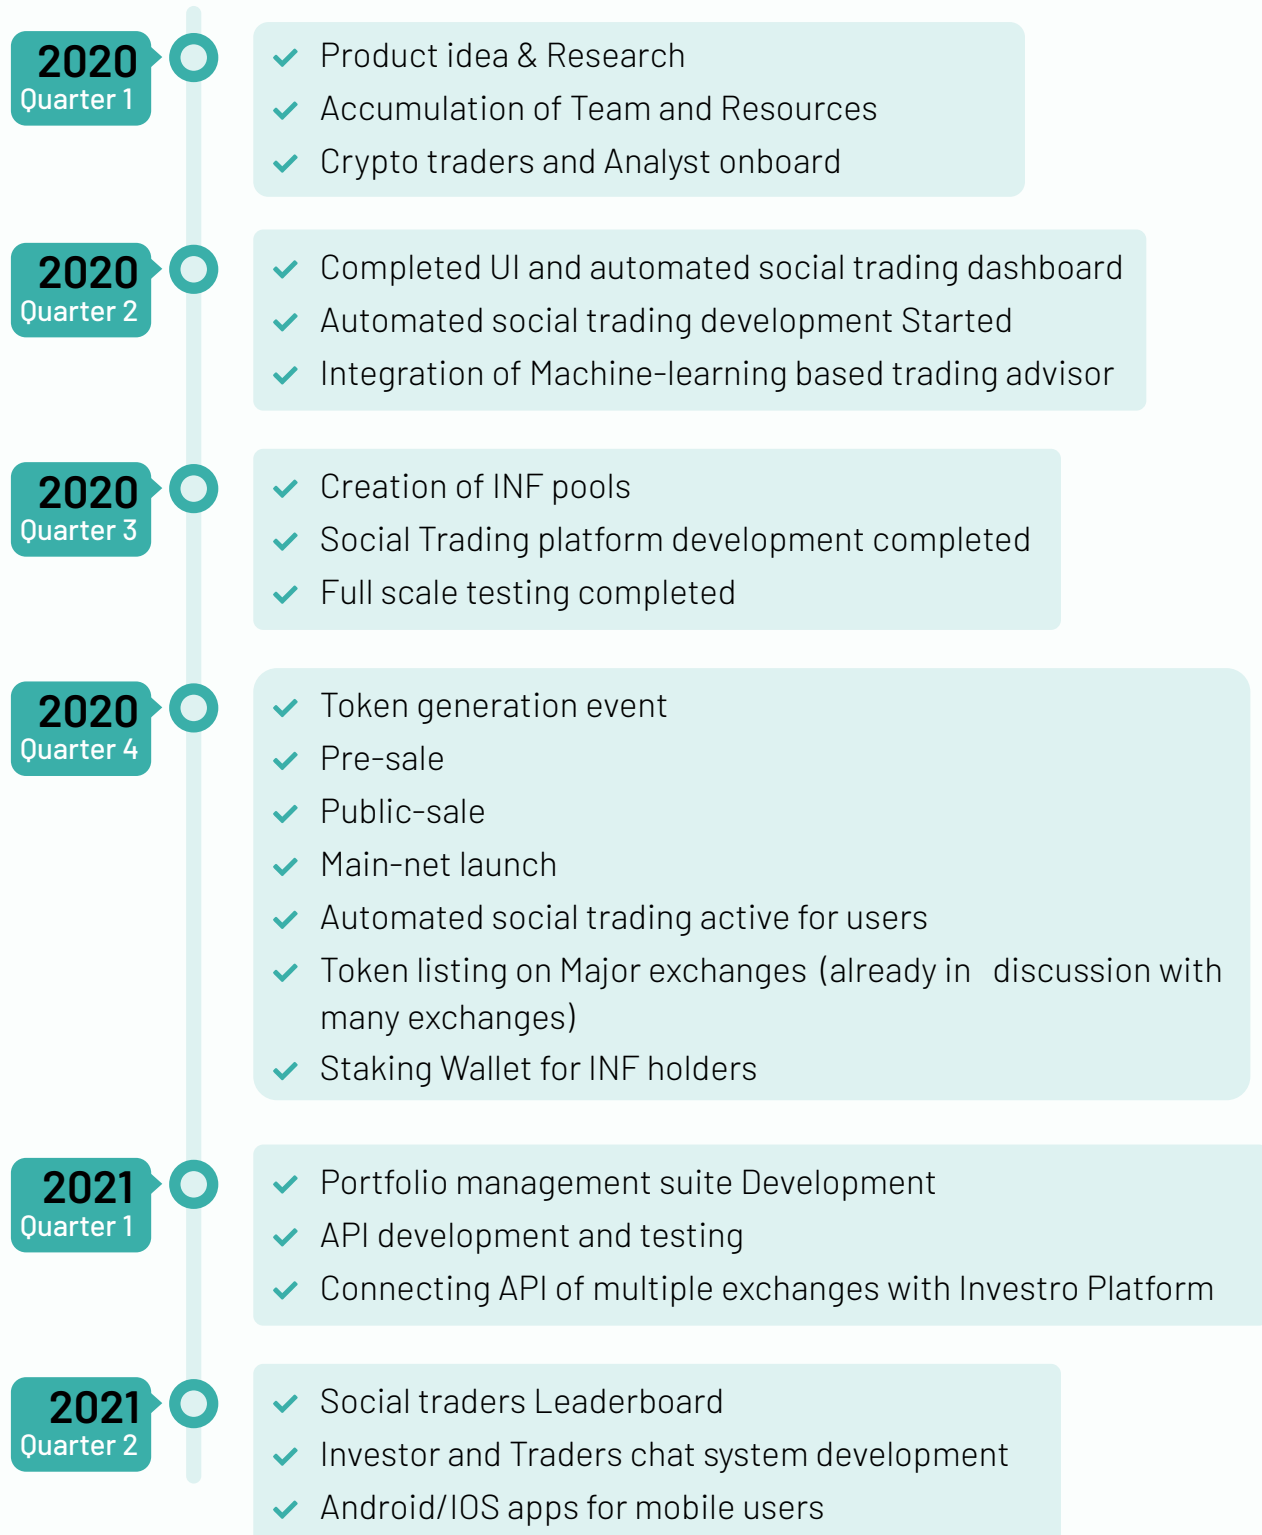 2020
Quarter 1
Product idea & Research
Accumulation of Team and Resources
Crypto traders and Analyst onboard
2020
Quarter 2
Completed UI and automated social trading dashboard
Automated social trading development Started
Integration of Machine-learning based trading advisor
2020
Quarter 3
Creation of INF pools
Social Trading platform development completed
Full scale testing completed
2020
Quarter 4
Token generation event
Pre-sale
Public-sale
Main-net launch
Automated social trading active for users
Token listing on Major exchanges (already in discussion with
many exchanges)
Staking Wallet for INF holders
2021
Quarter 1
Portfolio management suite Development
API development and testing
Connecting API of multiple exchanges with Investro Platform
2021
Quarter 2
Social traders Leaderboard
Investor and Traders chat system development
Android/IOS apps for mobile users